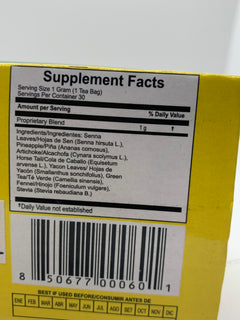 Supplement Facts
Serving Size 1 Gram (1 Tea Bag)
Servings Per Container 30
Amount per Serving % Daily Value
Proprietary Blend 1 g †
Ingredients/Ingredientes: Senna
Leaves/Hojas de Sen (Senna hirsuta L.),
Pineapple/Piña (Ananas comosus),
Artichoke/Alcachofa (Cynara scolymus L.),
Horse Tail/Cola de Caballo (Equisetum
arvense L.), Yacon Leaves/ Hojas de
Yacón (Smallanthus sonchifolius), Green
Tea/Té Verde (Camellia sinensis),
Fennel/Hinojo (Foeniculum vulgare),
Stevia (Stevia rebaudiana B.)
†Daily Value not established
8 50677 00060 1
BEST IF USED BEFORE/CONSUMIR ANTES DE
ENE FEB MAR ABR MAY JUN JUL AGO SET OCT NOV DIC